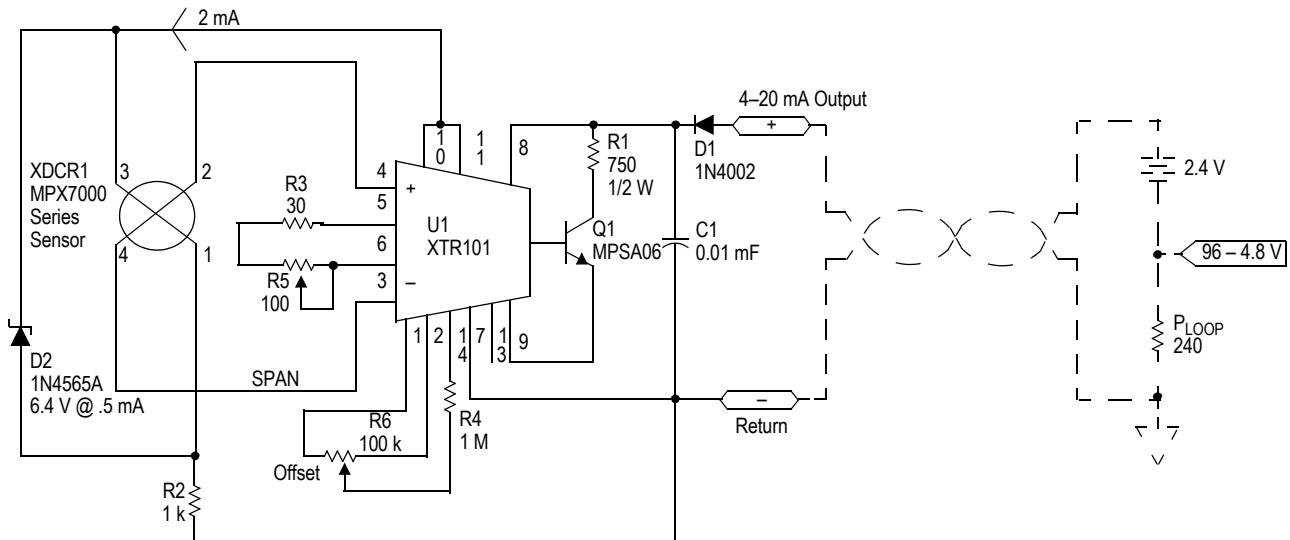 2 mA
4–20 mA Output
+
D1
1N4002
R1
750
1/2 W
1
0
1
1
8
XDCR1
MPX7000
Series
Sensor
3
2
4
1
4
+
5
R3
30
U1
XTR101
6
R5
100
3
–
Q1
MPSA06
C1
0.01 mF
2.4 V
96 – 4.8 V
PLOOP
240
1
2
1
4
7
1
3
9
D2
1N4565A
6.4 V @ .5 mA
SPAN
R6
100 k
R4
1 M
–
Return
Offset
R2
1 k